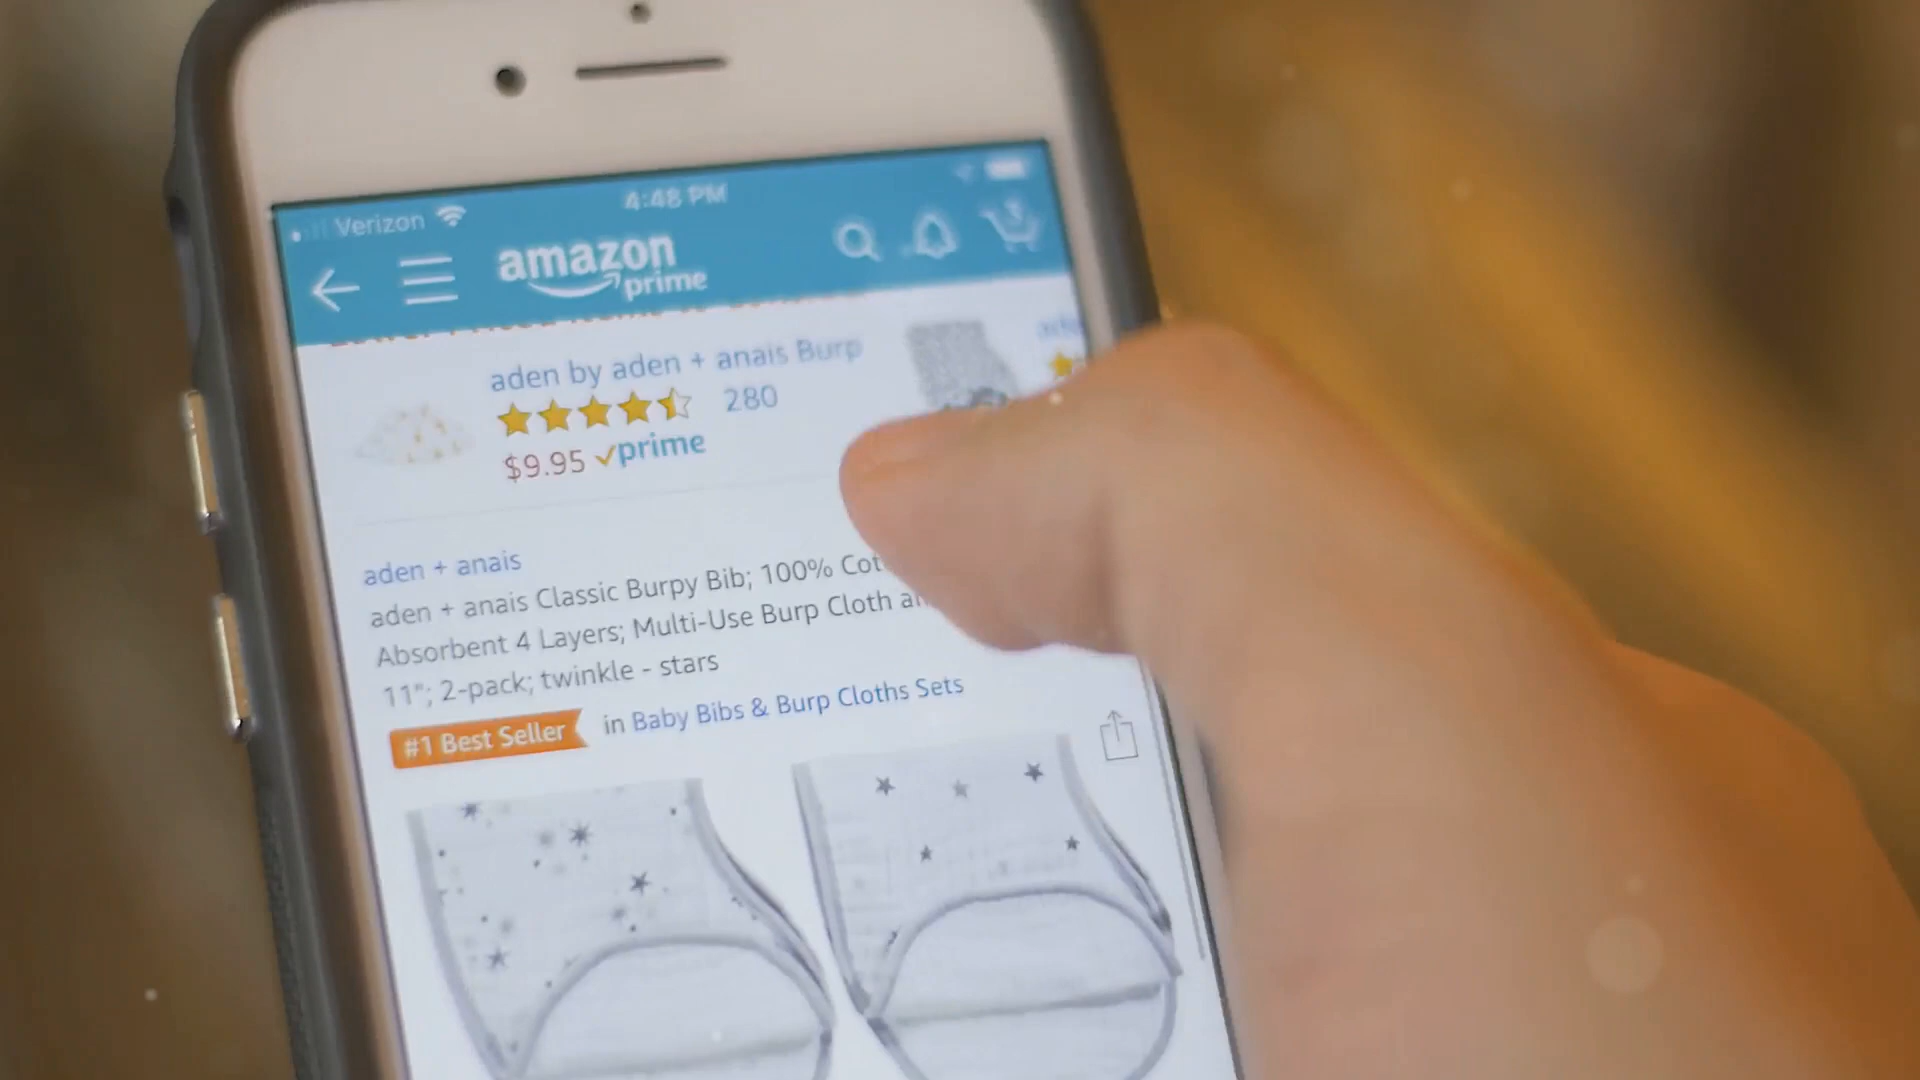 Verizon
4:48 PM
amazon
prime
aden by aden + anais Burp
280
$9.95 prime
aden + anais
aden + anais Classic Burpy Bib; 100% Cot
Absorbent 4 Layers; Multi-Use Burp Cloth
11"; 2-pack; twinkle - stars
#1 Best Seller in Baby Bibs & Burp Cloths Sets